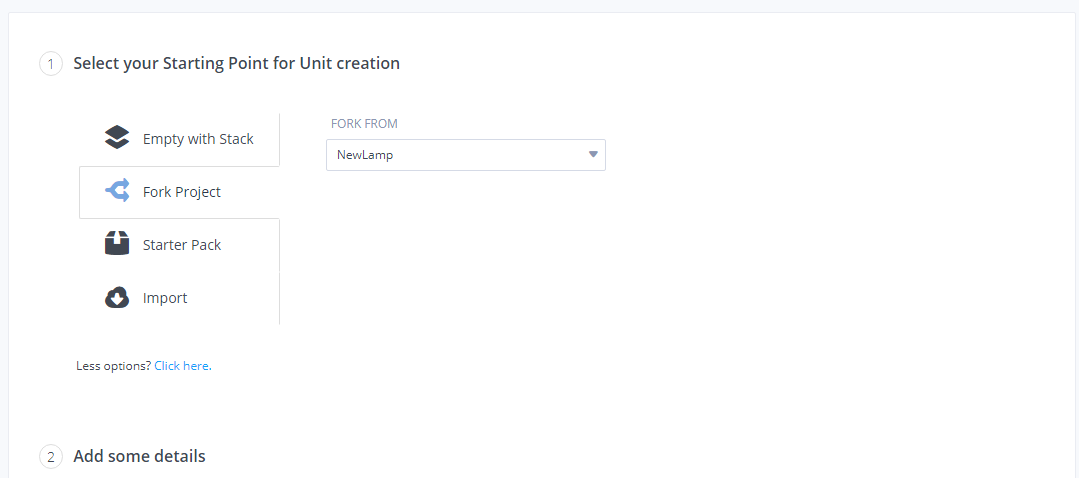 1 Select your Starting Point for Unit creation
Empty with Stack
Fork Project
Starter Pack
Import
FORK FROM
NewLamp
Less options? Click here.
2 Add some details